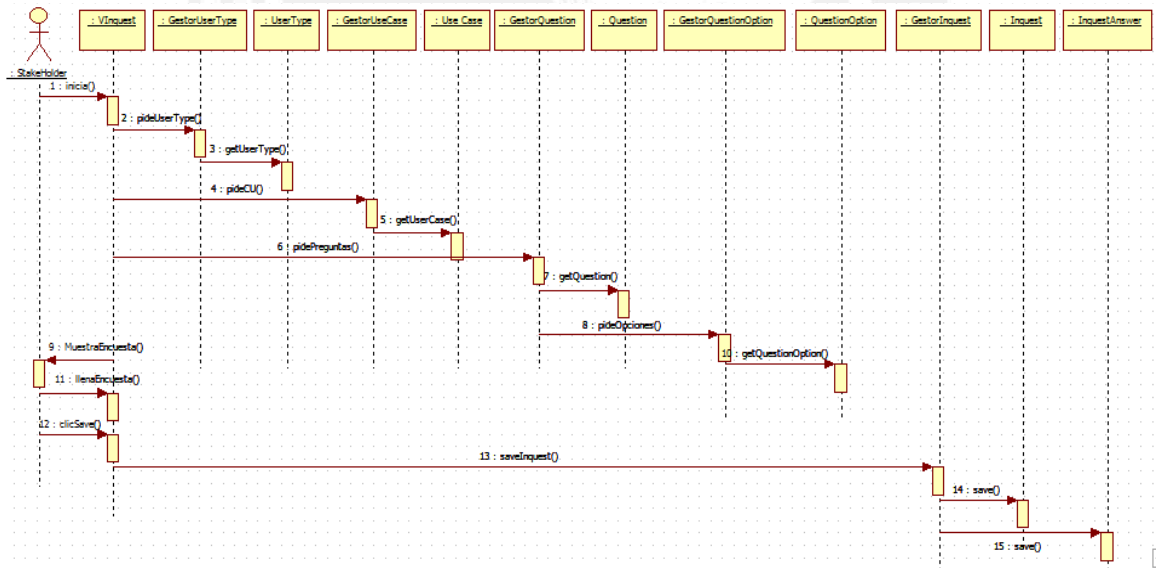 : VInquest
: GestorUserType
: UserType
: GestorUseCase
: Use Case
: GestorQuestion
: Question
: GestorQuestionOption
: QuestionOption
: GestorInquest
: Inquest
: InquestAnswer
: StakeHolder
1 : inicia()
2 : pideUserType()
3 : getUserType()
4 : pideCU()
5 : getUserCase()
6 : pidePreguntas()
7 : getQuestion()
8 : pideOpciones()
9 : MuestraEncuesta()
10 : getQuestionOption()
11 : llenaEncuesta()
12 : clicSave()
13 : saveInquest()
14 : save()
15 : save()